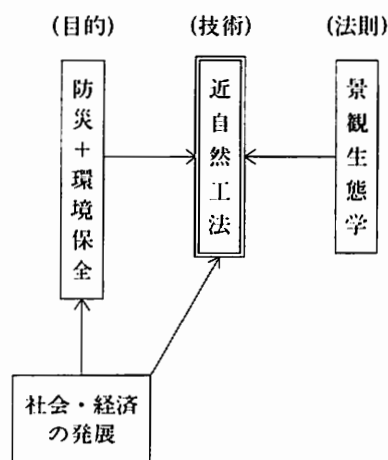 (目的)
(技術)
(法則)
防災＋環境保全
近自然工法
景観生態学
社会・経済
の発展